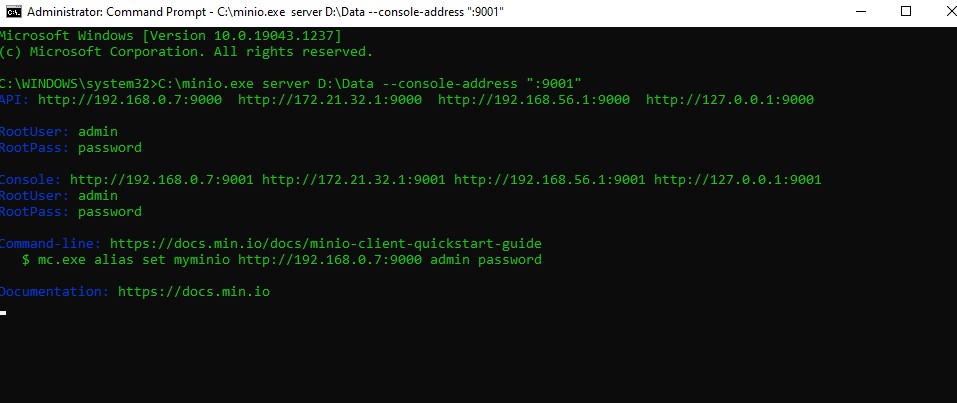 Administrator: Command Prompt - C:\minio.exe  server D:\Data --console-address ":9001"
Microsoft Windows [Version 10.0.19043.1237]
(c) Microsoft Corporation. All rights reserved.
C:\WINDOWS\system32>C:\minio.exe server D:\Data --console-address ":9001"
API: http://192.168.0.7:9000  http://172.21.32.1:9000  http://192.168.56.1:9000  http://127.0.0.1:9000
RootUser: admin
RootPass: password
Console: http://192.168.0.7:9001 http://172.21.32.1:9001 http://192.168.56.1:9001 http://127.0.0.1:9001
RootUser: admin
RootPass: password
Command-line: https://docs.min.io/docs/minio-client-quickstart-guide
$ mc.exe alias set myminio http://192.168.0.7:9000 admin password
Documentation: https://docs.min.io